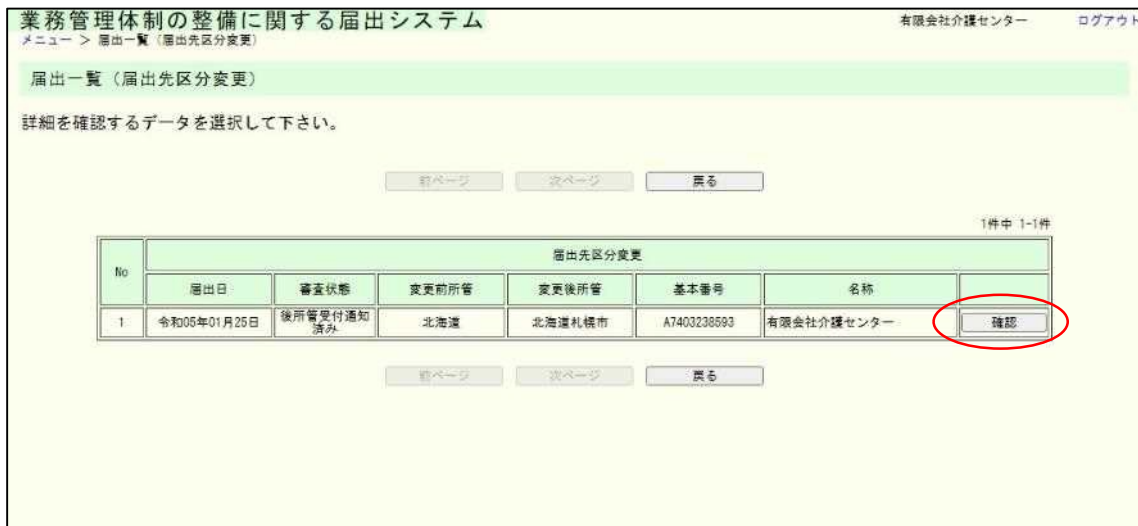 業務管理体制の整備に関する届出システム
有限会社介護センター ログアウト
メニュー > 届出一覧（届出先区分変更）
届出一覧（届出先区分変更）
詳細を確認するデータを選択して下さい。
前ページ 次ページ 戻る
1件中 1-1件
No 届出先区分変更
届出日 審査状態 変更前所管 変更後所管 基本番号 名称
1 令和05年01月25日 後所管受付通知済み 北海道 北海道札幌市 A7403238593 有限会社介護センター 確認
前ページ 次ページ 戻る